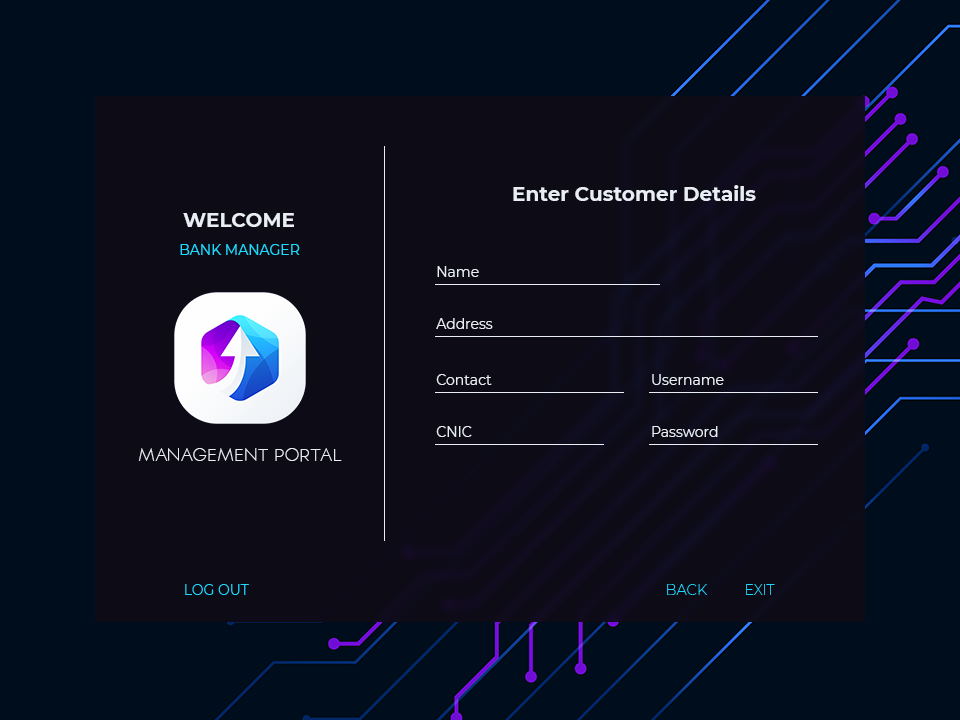 WELCOME
BANK MANAGER
MANAGEMENT PORTAL
LOG OUT
Enter Customer Details
Name
Address
Contact
Username
CNIC
Password
BACK
EXIT